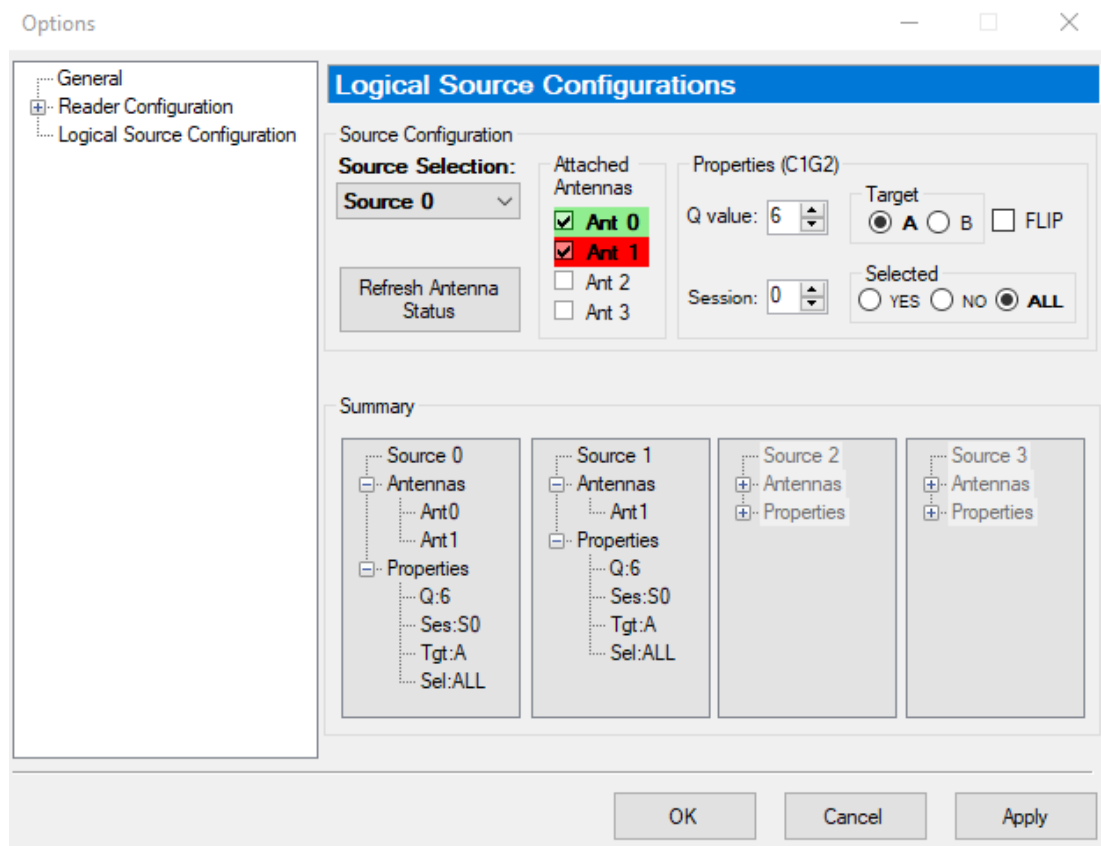 Options
General
Reader Configuration
Logical Source Configuration
Logical Source Configurations
Source Configuration
Source Selection:
Source 0
Refresh Antenna
Status
Attached
Antennas
Ant 0
Ant 1
Ant 2
Ant 3
Properties (C1G2)
Q value: 6
Target
A B
FLIP
Session: 0
Selected
YES NO ALL
Summary
Source 0
Antennas
Ant0
Ant1
Properties
Q:6
Ses:S0
Tgt:A
Sel:ALL
Source 1
Antennas
Ant1
Properties
Q:6
Ses:S0
Tgt:A
Sel:ALL
Source 2
Antennas
Properties
Source 3
Antennas
Properties
OK
Cancel
Apply